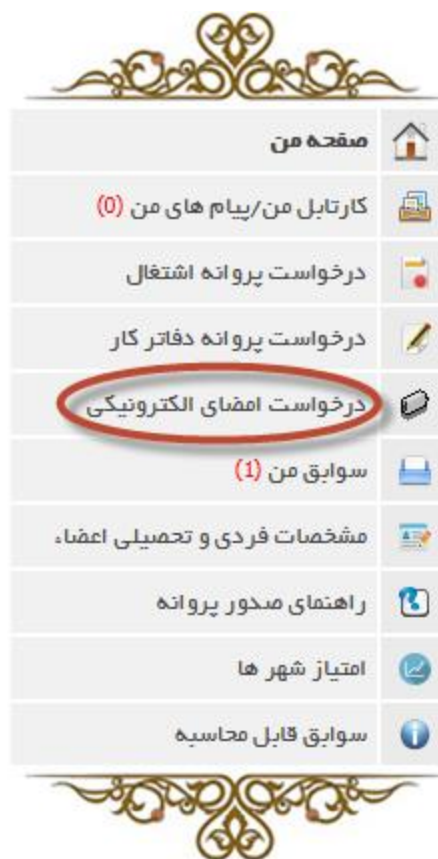 صفحه من
کارتابل من/پیام های من (0)
درخواست پروانه اشتغال
درخواست پروانه دفاتر کار
درخواست امضای الکترونیکی
سوابق من (1)
مشخصات فردی و تحصیلی اعضاء
راهنمای صدور پروانه
امتیاز شهر ها
سوابق قابل محاسبه